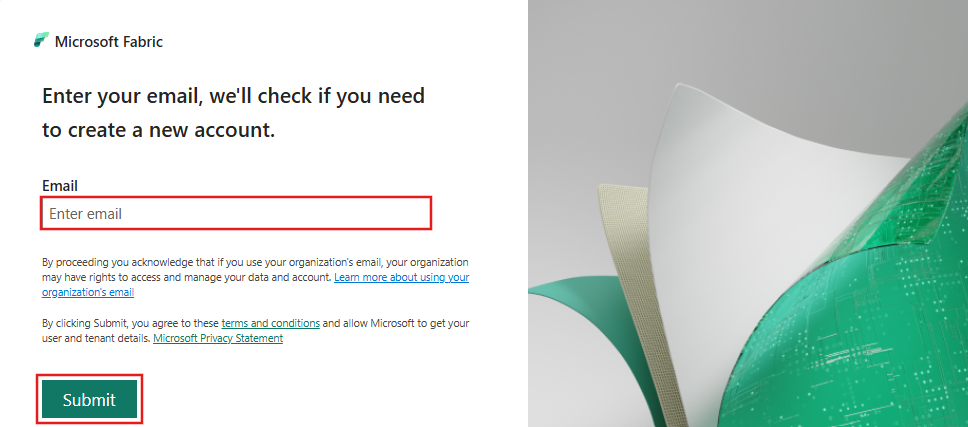 Microsoft Fabric
Enter your email, we'll check if you need
to create a new account.
Email
Enter email
By proceeding you acknowledge that if you use your organization's email, your organization
may have rights to access and manage your data and account. Learn more about using your
organization's email
By clicking Submit, you agree to these terms and conditions and allow Microsoft to get your
user and tenant details. Microsoft Privacy Statement
Submit